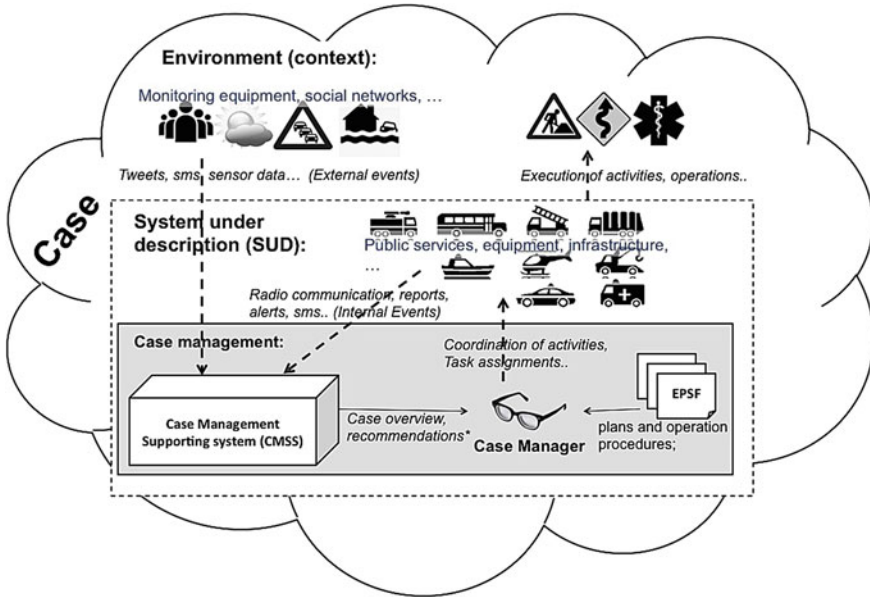 Environment (context):
Monitoring equipment, social networks, ...
Tweets, sms, sensor data... (External events)
Execution of activities, operations..
Case
System under
description (SUD):
Public services, equipment, infrastructure,
...
Radio communication, reports,
alerts, sms.. (Internal Events)
Case management:
Coordination of activities,
Task assignments..
Case Management
Supporting system (CMSS)
Case overview,
recommendations*
Case Manager
EPSF
plans and operation
procedures;